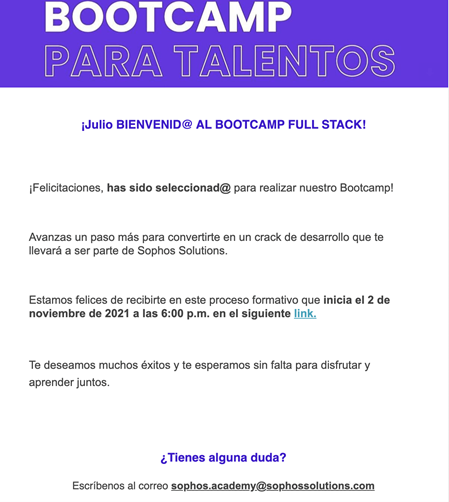 BOOTCAMP
PARA TALENTOS
¡Julio BIENVENID@ AL BOOTCAMP FULL STACK!
¡Felicitaciones, has sido seleccionad@ para realizar nuestro Bootcamp!
Avanzas un paso más para convertirte en un crack de desarrollo que te
llevará a ser parte de Sophos Solutions.
Estamos felices de recibirte en este proceso formativo que inicia el 2 de
noviembre de 2021 a las 6:00 p.m. en el siguiente link.
Te deseamos muchos éxitos y te esperamos sin falta para disfrutar y
aprender juntos.
¿Tienes alguna duda?
Escríbenos al correo sophos.academy@sophossolutions.com